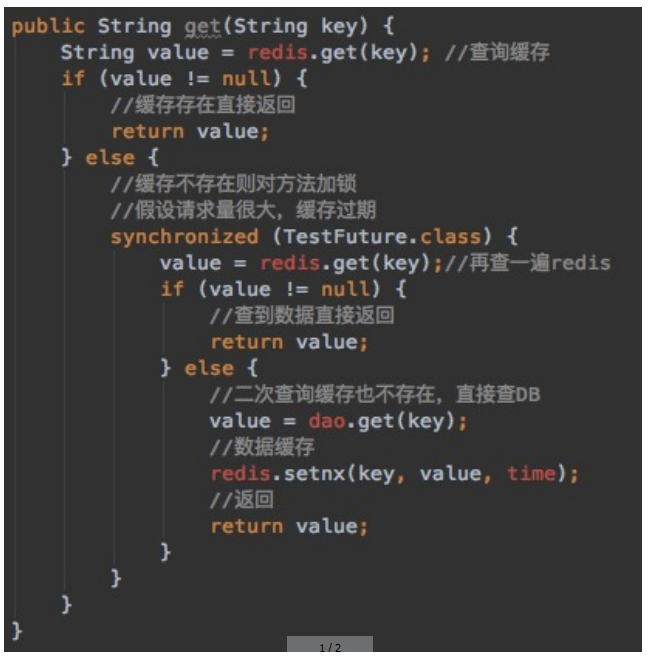 public String get(String key) {
    String value = redis.get(key); //查询缓存
    if (value != null) {
        //缓存存在直接返回
        return value;
    } else {
        //缓存不存在则对方法加锁
        //假设请求量很大，缓存过期
        synchronized (TestFuture.class) {
            value = redis.get(key);//再查一遍redis
            if (value != null) {
                //查到数据直接返回
                return value;
            } else {
                //二次查询缓存也不存在，直接查DB
                value = dao.get(key);
                //数据缓存
                redis.setnx(key, value, time);
                //返回
                return value;
            }
        }
    }
}
1 / 2